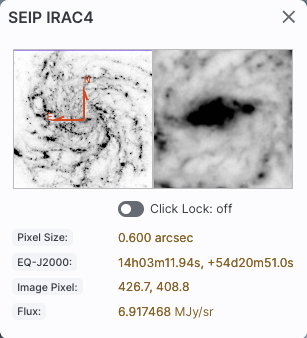 SEIP IRAC4
Click Lock: off
Pixel Size: 0.600 arcsec
EQ-J2000: 14h03m11.94s, +54d20m51.0s
Image Pixel: 426.7, 408.8
Flux: 6.917468 MJy/sr